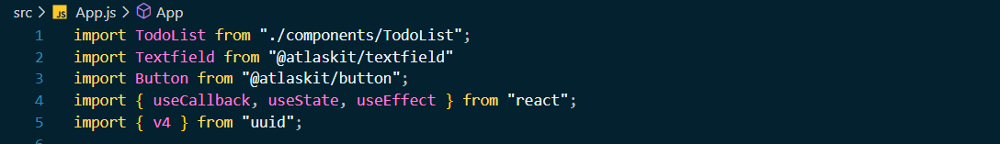 src > JS App.js > App
1 import TodoList from "./components/TodoList";
2 import Textfield from "@atlaskit/textfield"
3 import Button from "@atlaskit/button";
4 import { useCallback, useState, useEffect } from "react";
5 import { v4 } from "uuid";
6